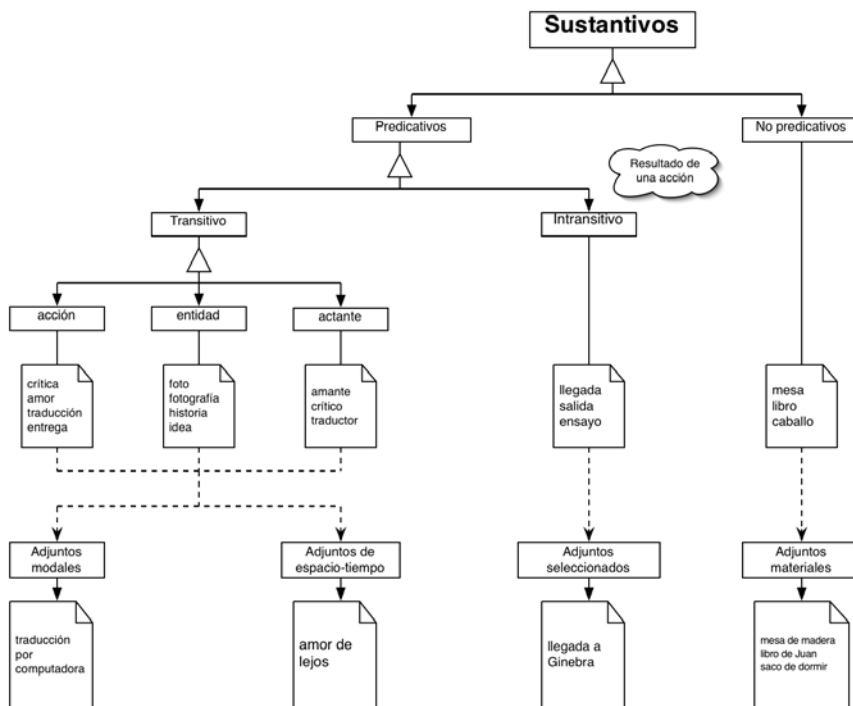 Sustantivos
Predicativos
No predicativos
Resultado de
una acción
Transitivo
Intransitivo
acción
entidad
actante
crítica
amor
traducción
entrega
foto
fotografía
historia
idea
amante
crítico
traductor
llegada
salida
ensayo
mesa
libro
caballo
Adjuntos
modales
Adjuntos de
espacio-tiempo
Adjuntos
seleccionados
Adjuntos
materiales
traducción
por
computadora
amor de
lejos
llegada a
Ginebra
mesa de madera
libro de Juan
saco de dormir